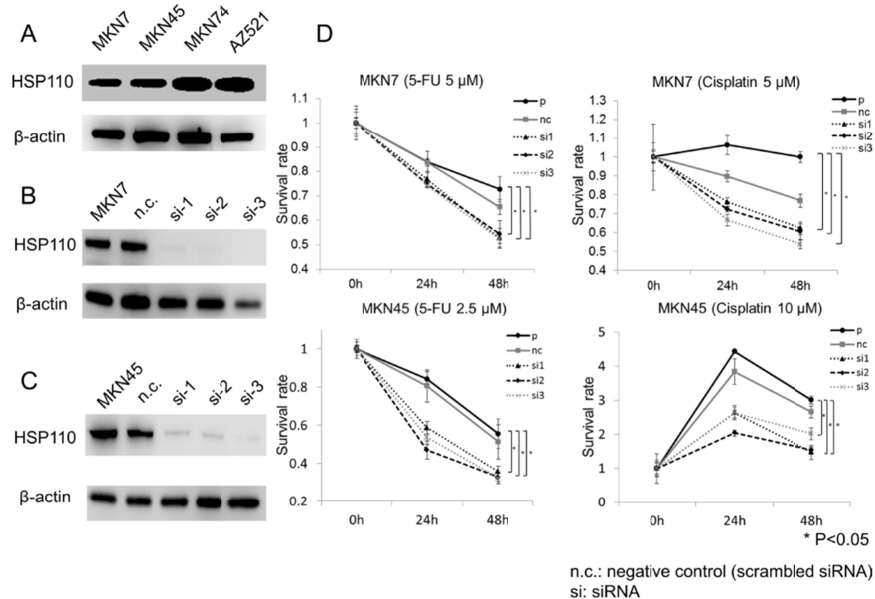 A
MKN7 MKN45 MKN74 AZ521
HSP110
β-actin
B
MKN7 n.c. si-1 si-2 si-3
HSP110
β-actin
C
MKN45 n.c. si-1 si-2 si-3
HSP110
β-actin
D
MKN7 (5-FU 5 μM)
Survival rate
1.1
1
0.9
0.8
0.7
0.6
0.5
0.4
0h 24h 48h
p
nc
si1
si2
si3
* * *
MKN7 (Cisplatin 5 μM)
Survival rate
1.3
1.2
1.1
1.0
0.9
0.8
0.7
0.6
0.5
0.4
0h 24h 48h
p
nc
si1
si2
si3
* * *
MKN45 (5-FU 2.5 μM)
Survival rate
1
0.8
0.6
0.4
0.2
0h 24h 48h
p
nc
si1
si2
si3
* * *
MKN45 (Cisplatin 10 μM)
Survival rate
5
4
3
2
1
0
0h 24h 48h
p
nc
si1
si2
si3
* * *
* P<0.05
n.c.: negative control (scrambled siRNA)
si: siRNA